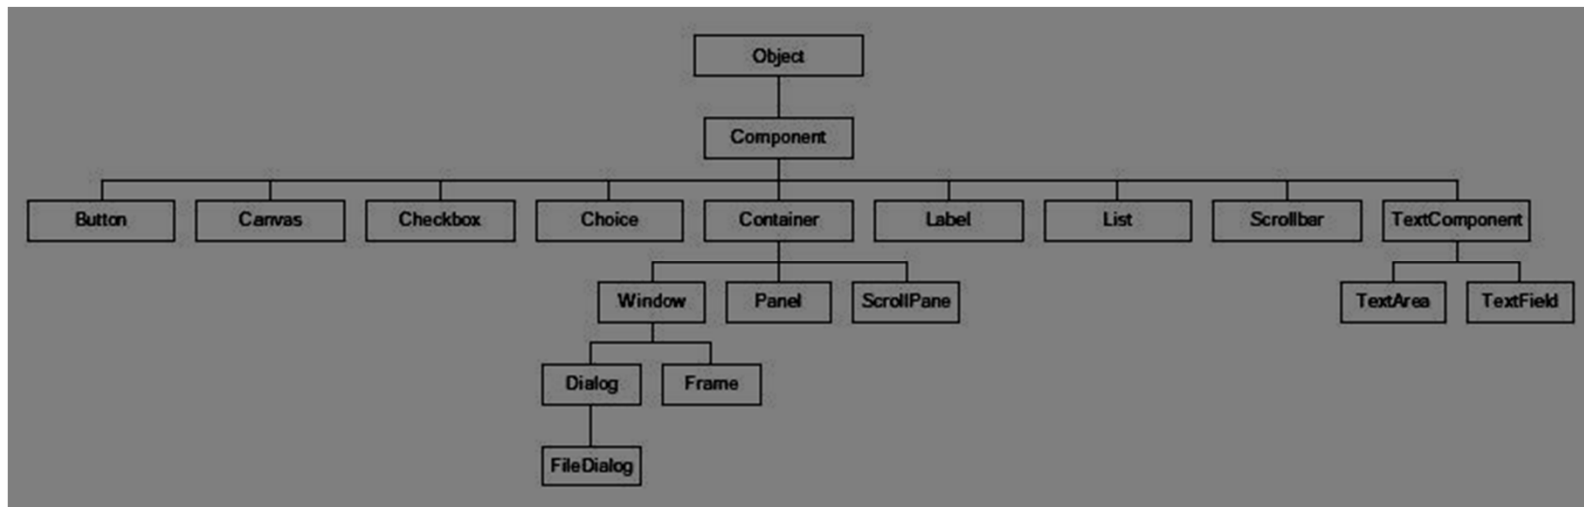 Object
Component
Button Canvas Checkbox Choice Container Label List Scrollbar TextComponent
Window Panel ScrollPane TextArea TextField
Dialog Frame
FileDialog